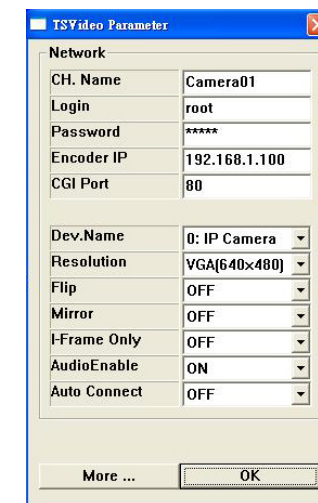 TSVideo Parameter
Network
CH. Name Camera01
Login root
Password *****
Encoder IP 192.168.1.100
CGI Port 80
Dev.Name 0: IP Camera
Resolution VGA(640×480)
Flip OFF
Mirror OFF
I-Frame Only OFF
AudioEnable ON
Auto Connect OFF
More ... OK